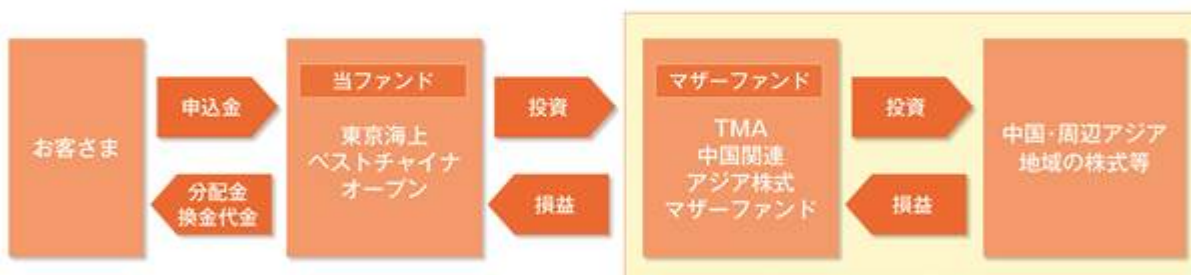 お客さま
申込金
分配金
換金代金
当ファンド
東京海上
ベストチャイナ
オープン
投資
損益
マザーファンド
TMA
中国関連
アジア株式
マザーファンド
投資
損益
中国・周辺アジア
地域の株式等